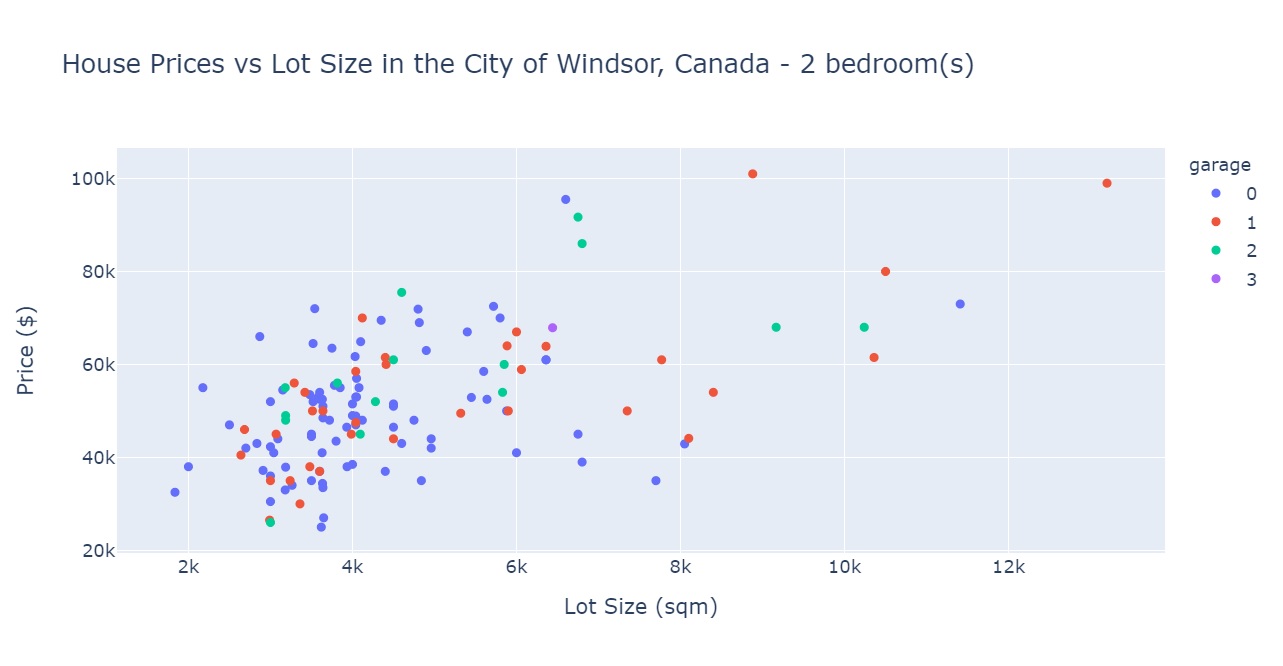 House Prices vs Lot Size in the City of Windsor, Canada - 2 bedroom(s)
garage
0
1
2
3
100k
80k
60k
40k
20k
Price ($)
2k 4k 6k 8k 10k 12k
Lot Size (sqm)